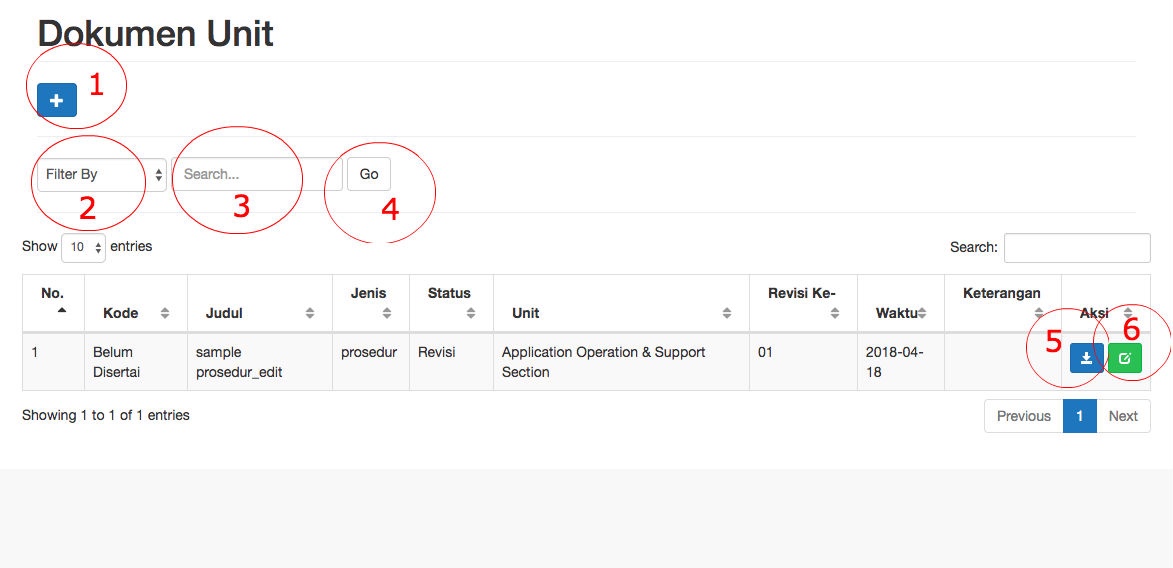 Dokumen Unit
1
Filter By Search... Go
2 3 4
Show 10 entries Search:
No. Kode Judul Jenis Status Unit Revisi Ke- Waktu Keterangan Aksi
5 6
1 Belum Disertai sample prosedur_edit prosedur Revisi Application Operation & Support Section 01 2018-04-18
Showing 1 to 1 of 1 entries Previous 1 Next